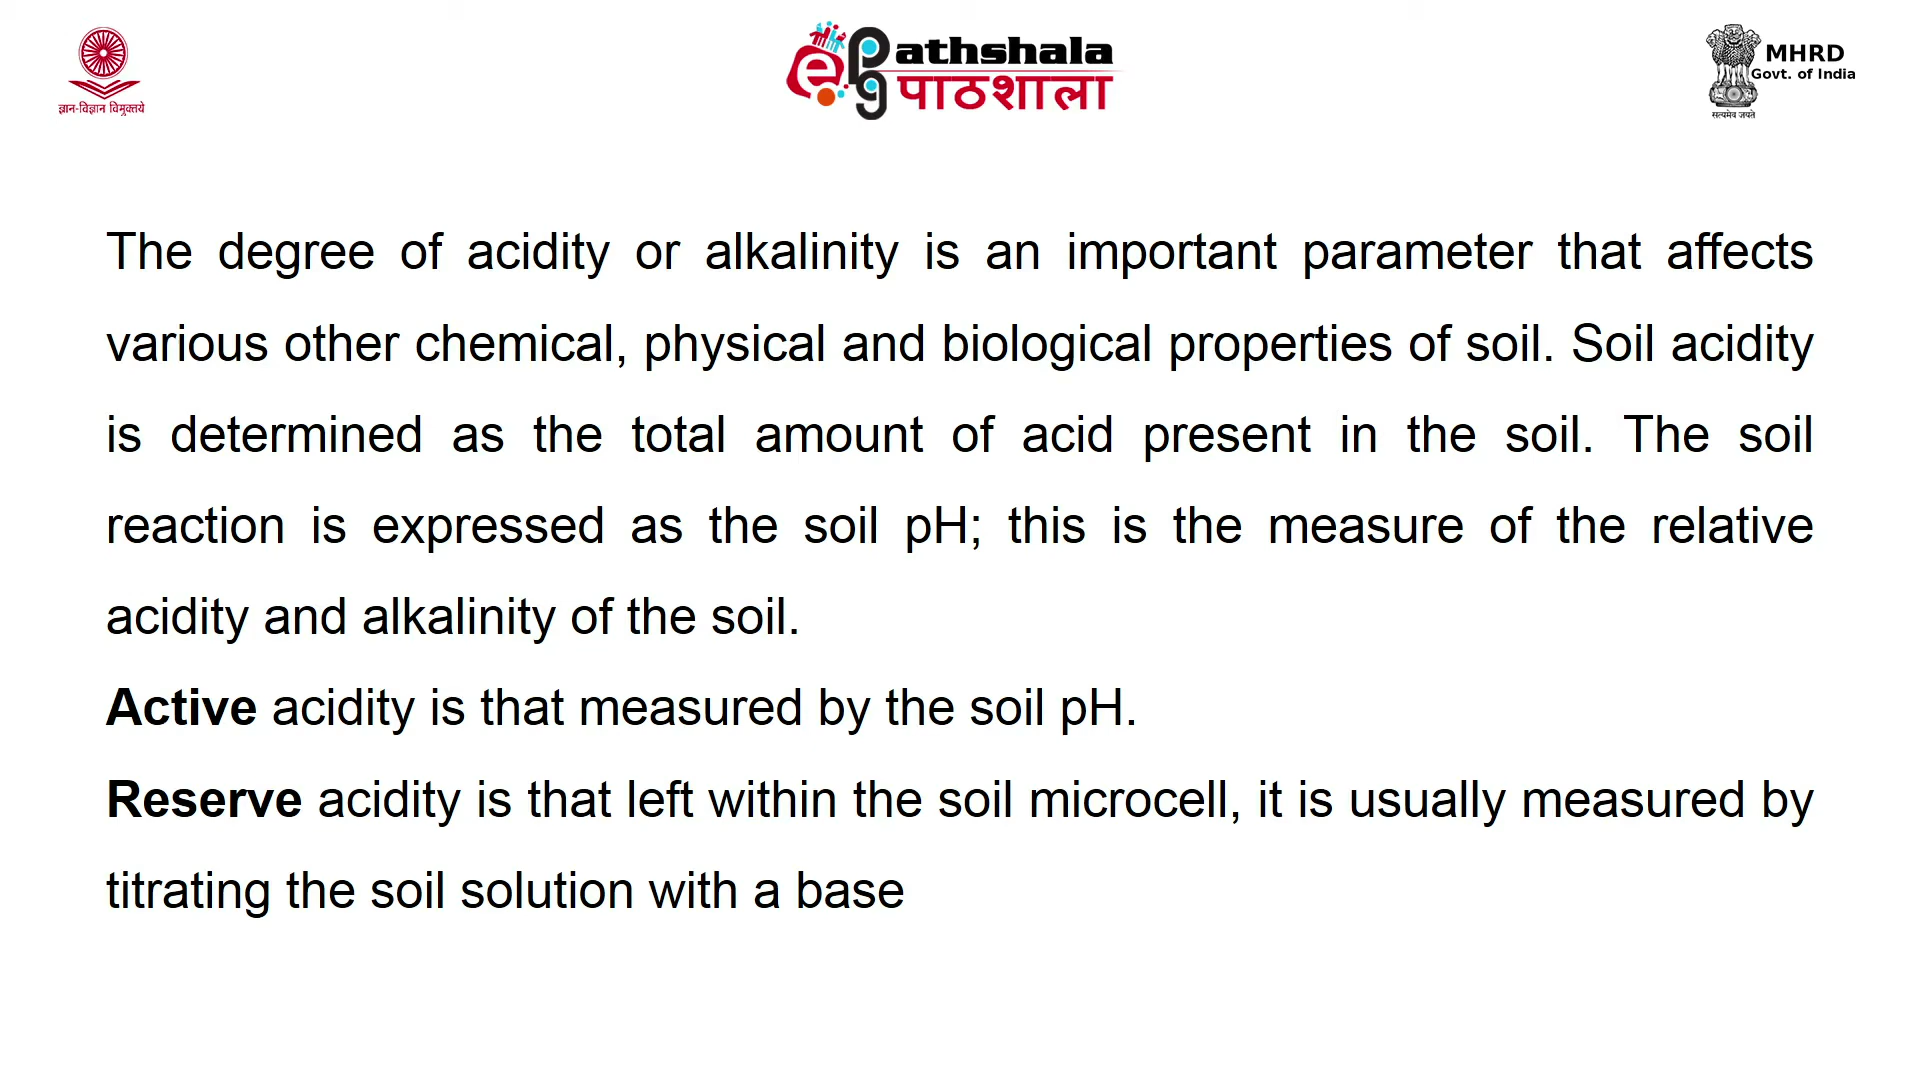 ज्ञान-विज्ञान विमुक्तये
e PG athshala
पाठशाला
MHRD
Govt. of India
सत्यमेव जयते
The degree of acidity or alkalinity is an important parameter that affects
various other chemical, physical and biological properties of soil. Soil acidity
is determined as the total amount of acid present in the soil. The soil
reaction is expressed as the soil pH; this is the measure of the relative
acidity and alkalinity of the soil.
Active acidity is that measured by the soil pH.
Reserve acidity is that left within the soil microcell, it is usually measured by
titrating the soil solution with a base